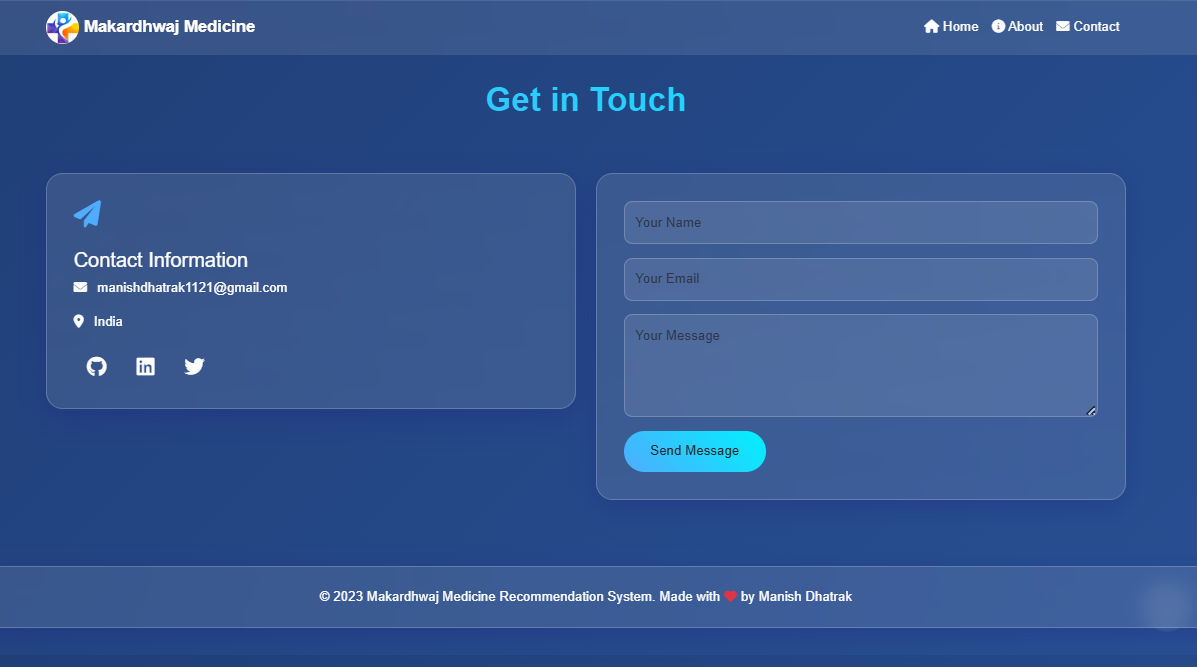 Makardhwaj Medicine
Home About Contact
Get in Touch
Contact Information
manishdhatrak1121@gmail.com
India
Your Name
Your Email
Your Message
Send Message
© 2023 Makardhwaj Medicine Recommendation System. Made with ❤ by Manish Dhatrak